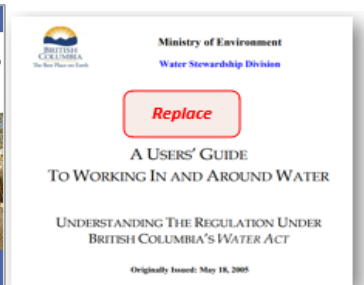 Ministry of Environment
BRITISH
COLUMBIA
The Best Place on Earth
Water Stewardship Division
Replace
A USERS' GUIDE
TO WORKING IN AND AROUND WATER
UNDERSTANDING THE REGULATION UNDER
BRITISH COLUMBIA'S WATER ACT
Originally Issued: May 18, 2005